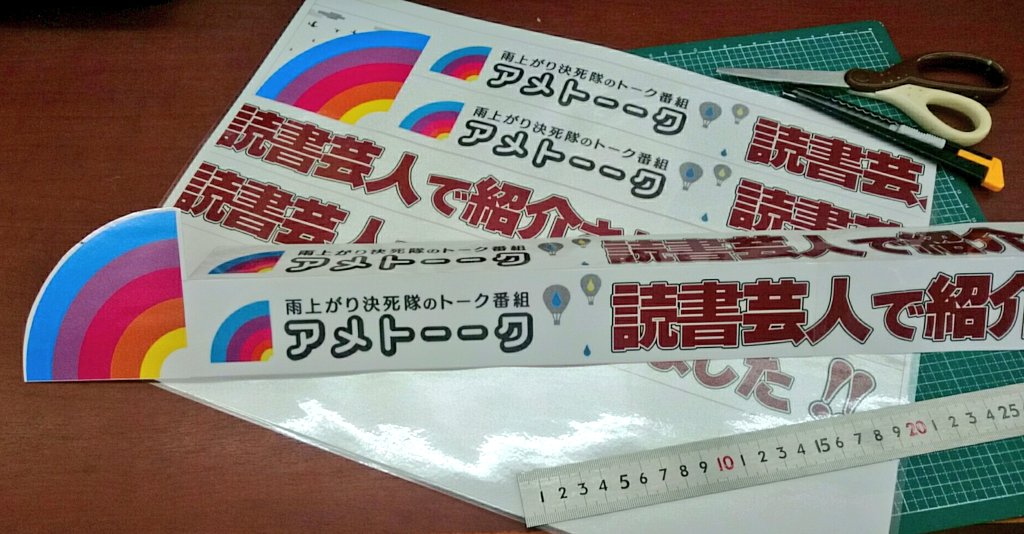 雨上がり決死隊のトーク番組
アメトーーク
雨上がり決死隊のトーク番組
アメトーーク
読書芸人
読書芸人で紹介
読書芸
読書芸人
読書
雨上がり決死隊のトーク番組
アメトーーク
読書芸人で紹介
雨上がり決死隊のトーク番組
アメトーーク
読書芸人で紹介
ました!!
1 2 3 4 5 6 7 8 9 10 1 2 3 4 15 6 7 8 9 20 1 2 3 4 25